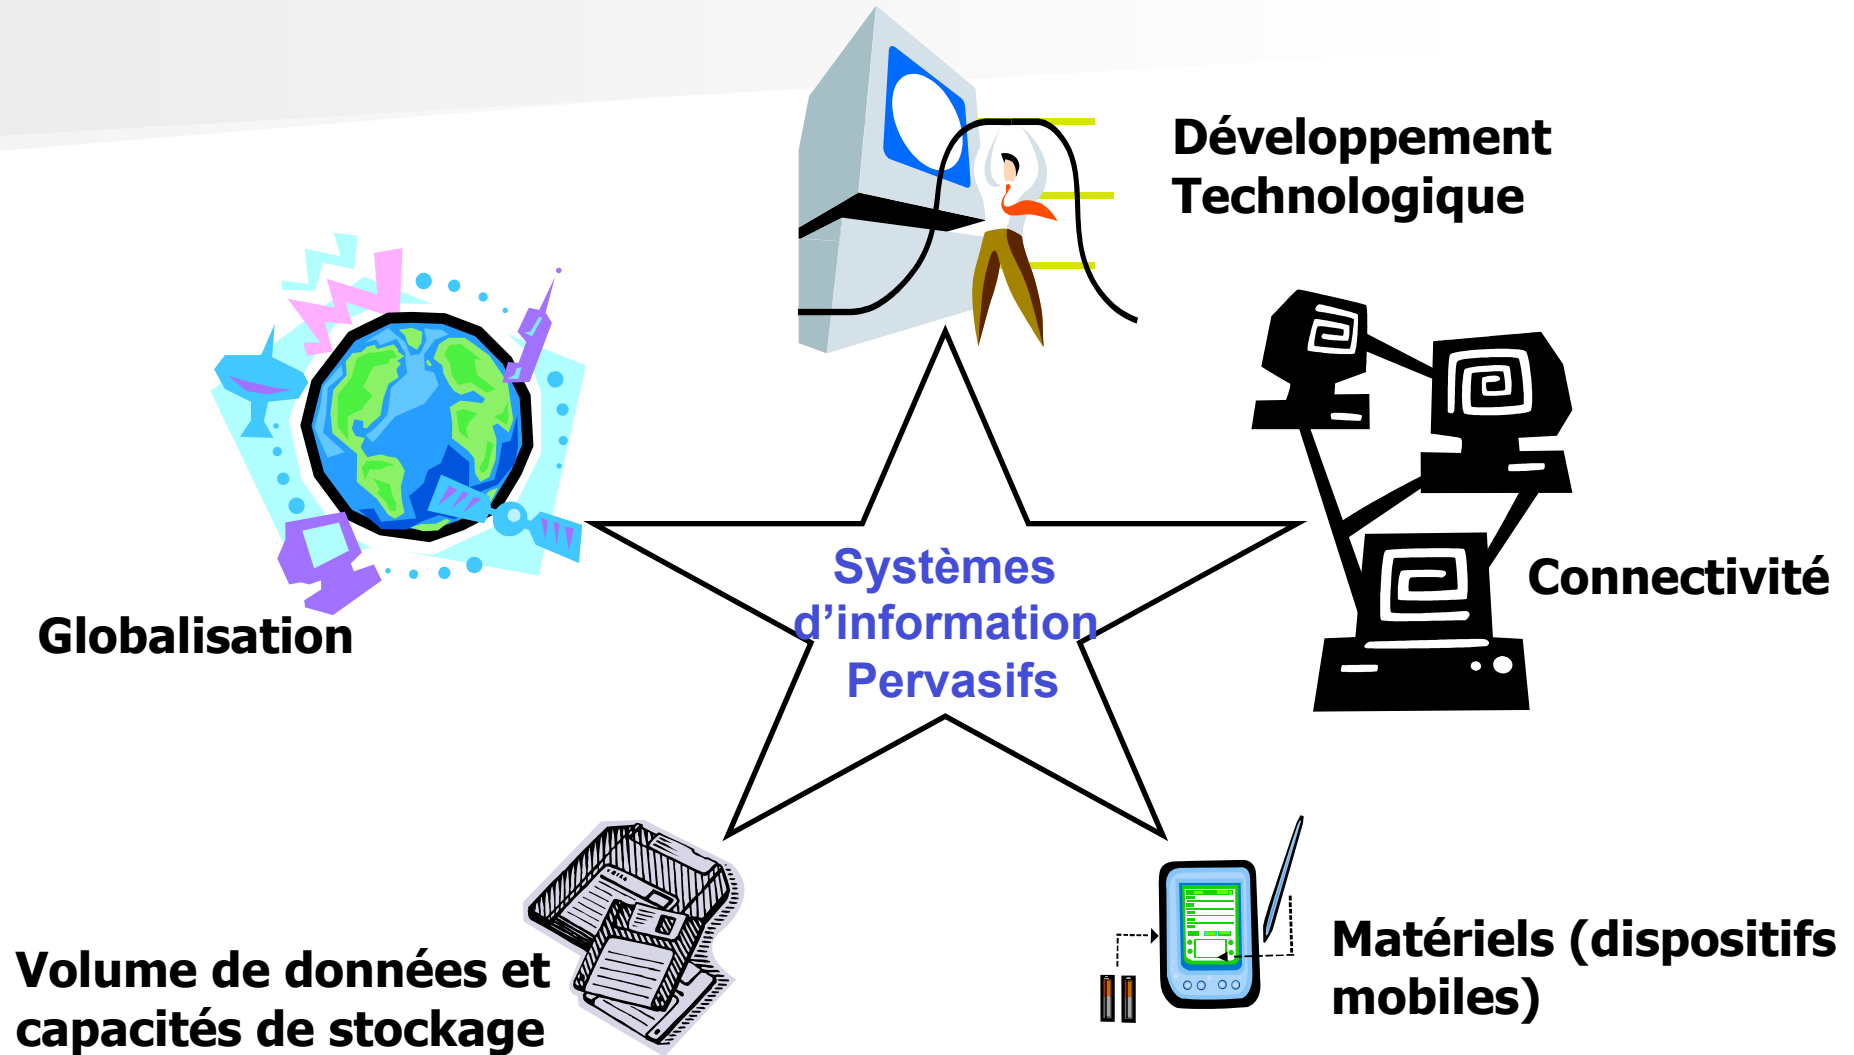 Développement
Technologique
Globalisation
Connectivité
Systèmes
d’information
Pervasifs
Volume de données et
capacités de stockage
Matériels (dispositifs
mobiles)